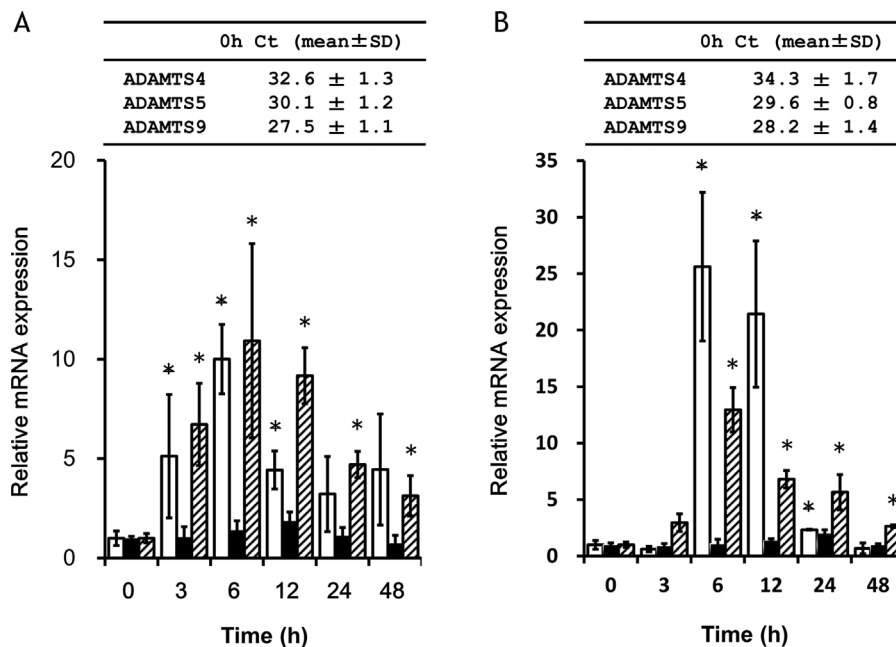 A
0h Ct (mean±SD)
ADAMTS4 32.6 ± 1.3
ADAMTS5 30.1 ± 1.2
ADAMTS9 27.5 ± 1.1
20
15
10
5
0
Relative mRNA expression
* * * * * * * *
0 3 6 12 24 48
Time (h)
B
0h Ct (mean±SD)
ADAMTS4 34.3 ± 1.7
ADAMTS5 29.6 ± 0.8
ADAMTS9 28.2 ± 1.4
35
30
25
20
15
10
5
0
Relative mRNA expression
* * * * * * *
0 3 6 12 24 48
Time (h)